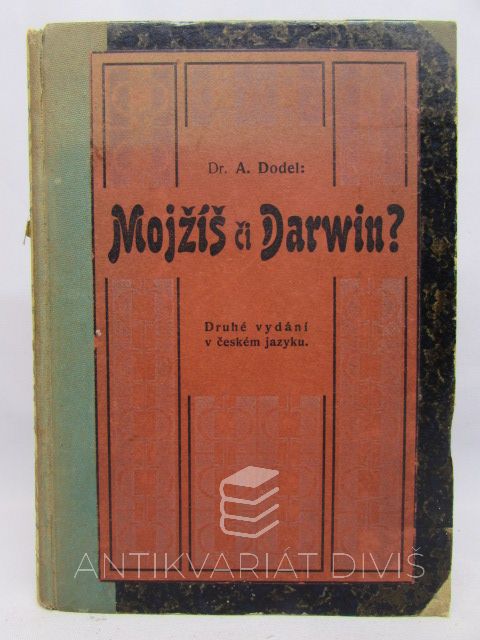 Dr. A. Dodel:
Mojžíš či Darwin?
Druhé vydání
v českém jazyku.
ANTIKVARIÁT DIVIŠ